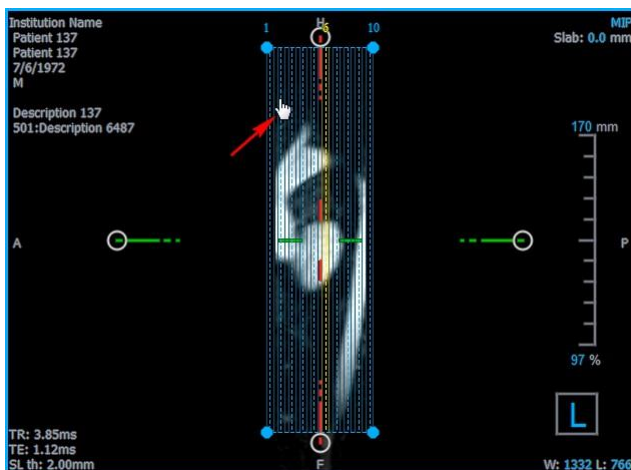 Institution Name
Patient 137
Patient 137
7/6/1972
M
Description 137
501:Description 6487
1
H
6
10
MIP
Slab: 0.0 mm
170 mm
A
P
97 %
L
TR: 3.85ms
TE: 1.12ms
SL th: 2.00mm
F
W: 1332 L: 766